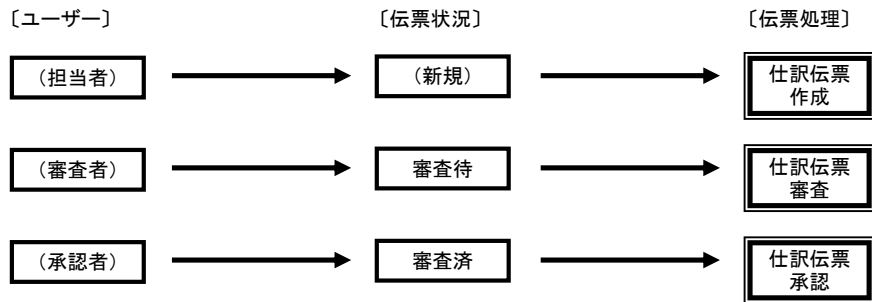 〔ユーザー〕
〔伝票状況〕
〔伝票処理〕
（担当者）
（新規）
仕訳伝票
作成
（審査者）
審査待
仕訳伝票
審査
（承認者）
審査済
仕訳伝票
承認